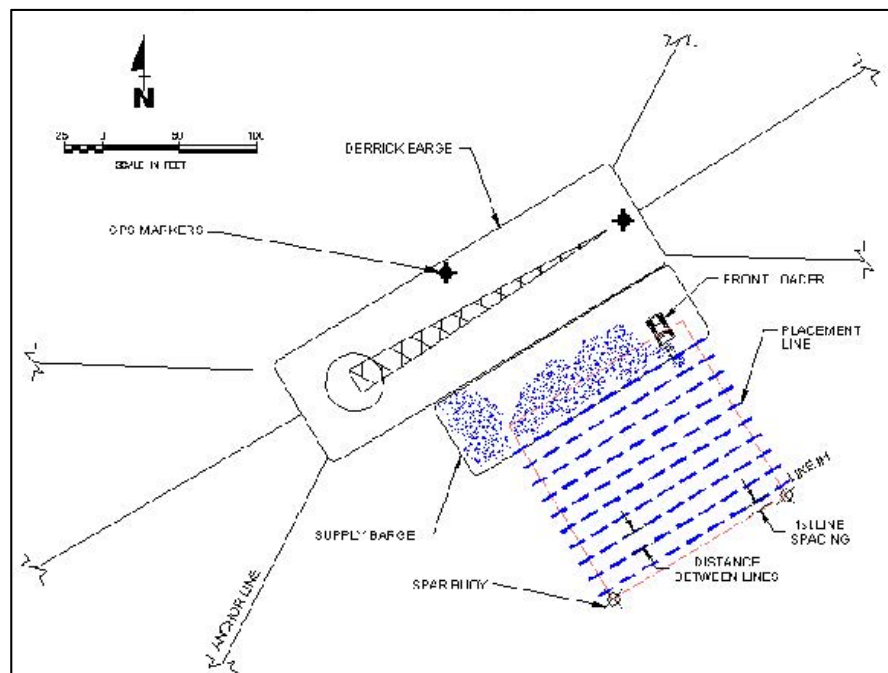 N
25 0 50 100
SCALE IN FEET
DERRICK BARGE
GPS MARKERS
FRONT LOADER
PLACEMENT
LINE
LINE #1
1st LINE
SPACING
SUPPLY BARGE
DISTANCE
BETWEEN LINES
SPAR BUOY
ANCHOR LINE